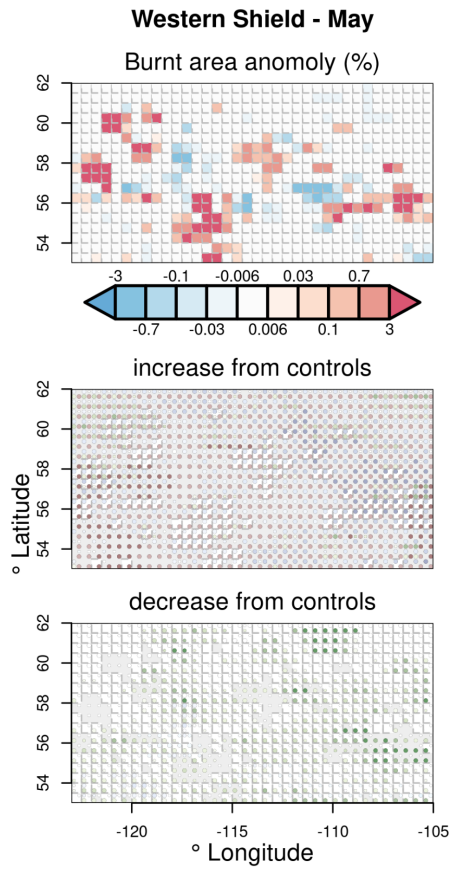 Western Shield - May
Burnt area anomoly (%)
62
60
58
56
54
-3 -0.1 -0.006 0.03 0.7
-0.7 -0.03 0.006 0.1 3
increase from controls
62
60
58
56
54
° Latitude
decrease from controls
62
60
58
56
54
-120 -115 -110 -105
° Longitude